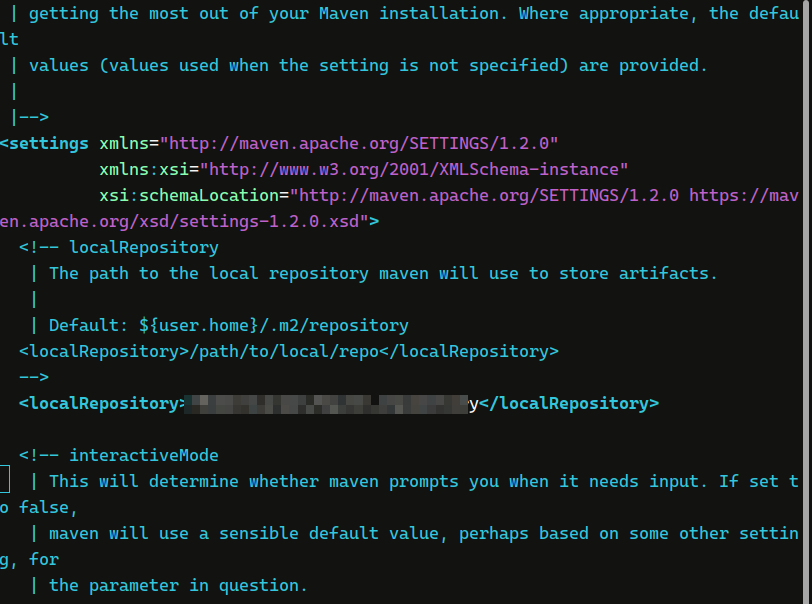 | getting the most out of your Maven installation. Where appropriate, the defau
lt
| values (values used when the setting is not specified) are provided.
|
|-->
<settings xmlns="http://maven.apache.org/SETTINGS/1.2.0"
xmlns:xsi="http://www.w3.org/2001/XMLSchema-instance"
xsi:schemaLocation="http://maven.apache.org/SETTINGS/1.2.0 https://mav
en.apache.org/xsd/settings-1.2.0.xsd">
<!-- localRepository
| The path to the local repository maven will use to store artifacts.
|
| Default: ${user.home}/.m2/repository
<localRepository>/path/to/local/repo</localRepository>
-->
<localRepository>y</localRepository>
<!-- interactiveMode
| This will determine whether maven prompts you when it needs input. If set t
o false,
| maven will use a sensible default value, perhaps based on some other settin
g, for
| the parameter in question.